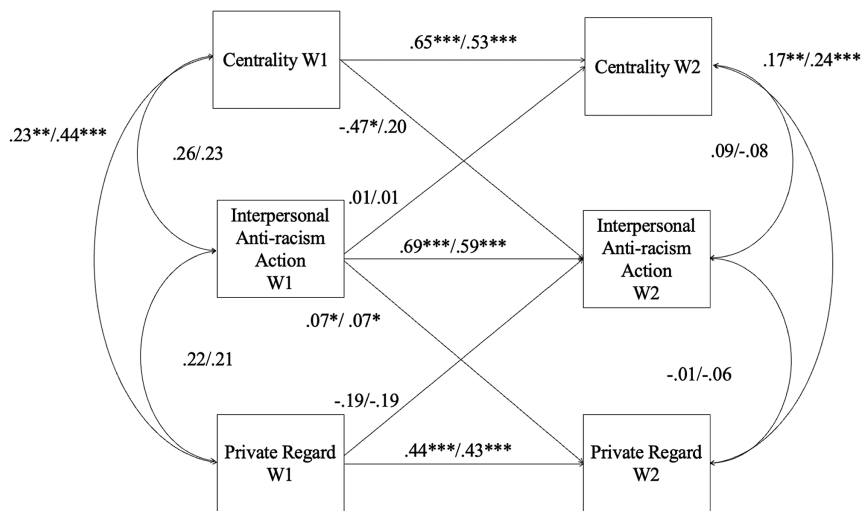 .65***/.53***
.17**/.24***
Centrality W1
Centrality W2
.23**/.44***
-.47*/.20
.26/.23
.09/-.08
.01/.01
Interpersonal
Anti-racism
Action
W1
Interpersonal
Anti-racism
Action
W2
.69***/.59***
.07*/ .07*
.22/.21
-.01/-.06
-.19/-.19
Private Regard
W1
.44***/.43***
Private Regard
W2